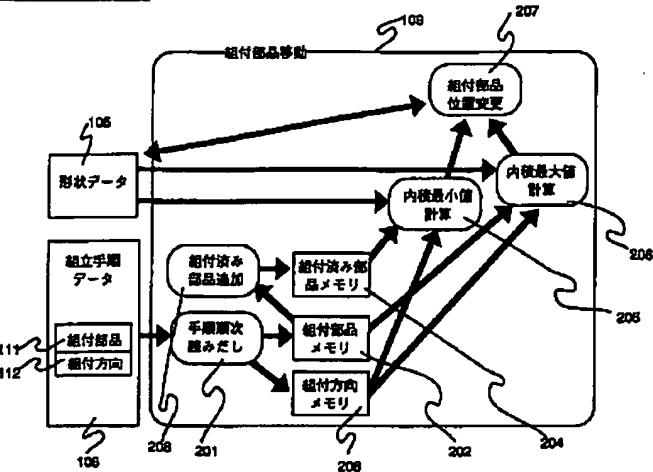 207
109
組付部品移動
組付部品
位置変更
105
形状データ
内積最大値
計算
内積最小値
計算
206
組立手順
データ
組付済み
部品追加
組付済み部
品メモリ
205
111
組付部品
手順順次
読みだし
組付部品
メモリ
112
組付方向
組付方向
メモリ
106
208
201
202
204